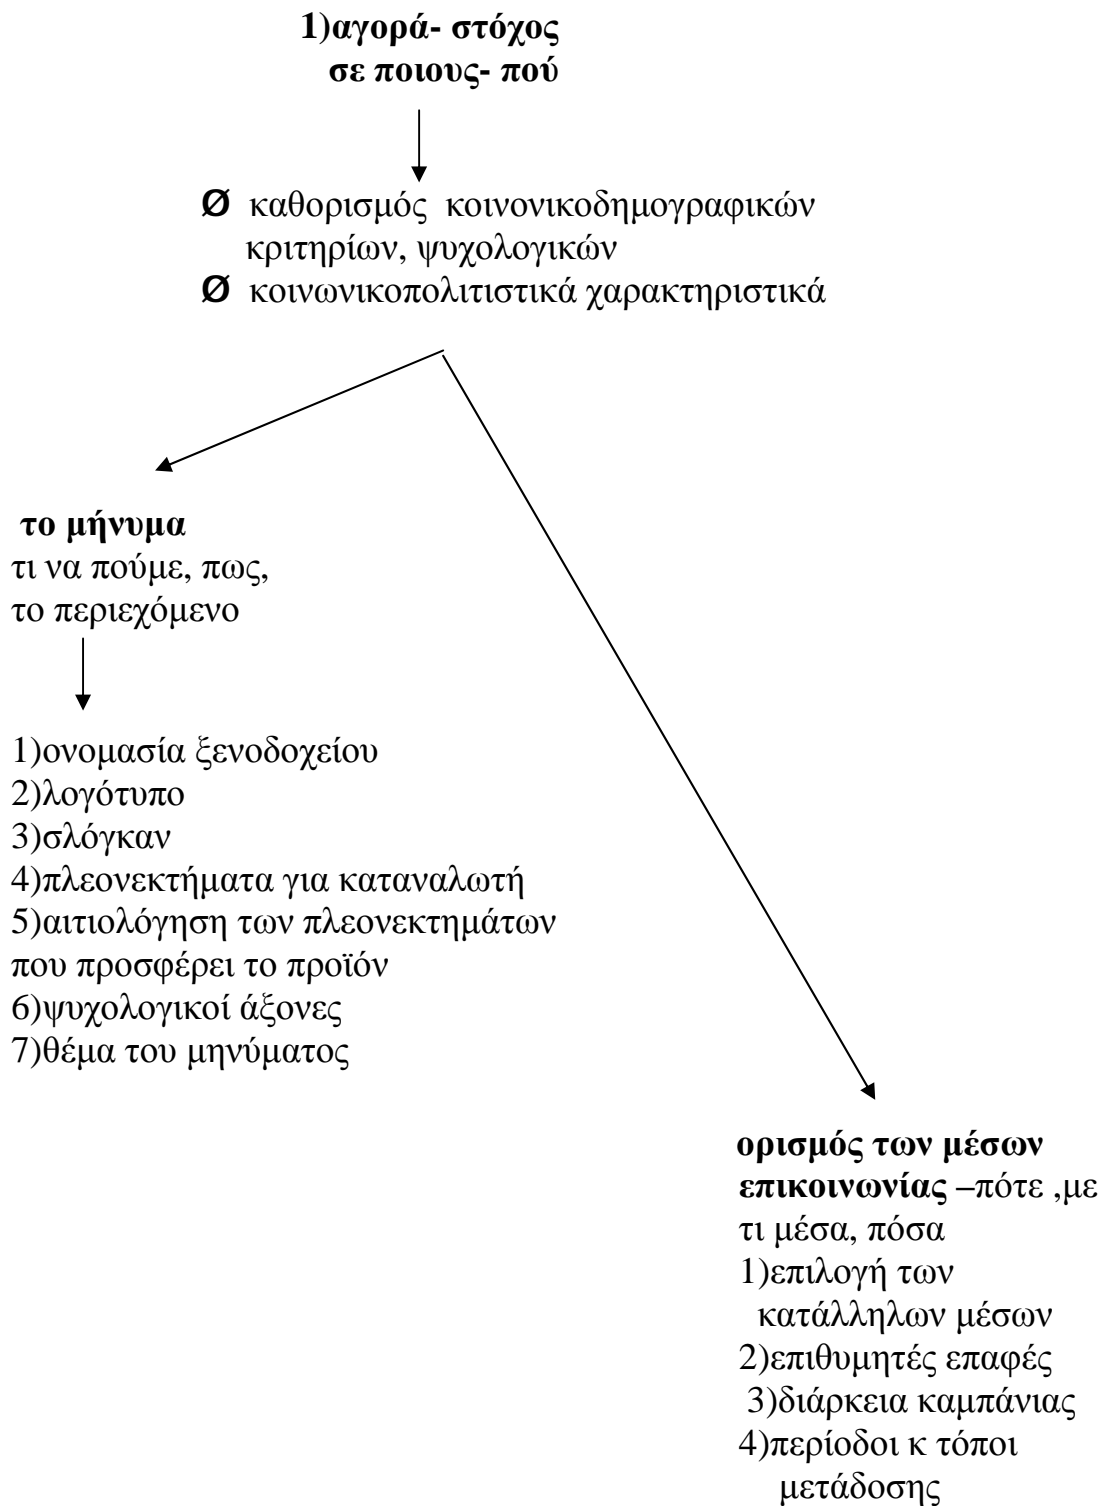 1)αγορά- στόχος
σε ποιους- πού
Ø καθορισμός κοινονικοδημογραφικών
κριτηρίων, ψυχολογικών
Ø κοινωνικοπολιτιστικά χαρακτηριστικά
το μήνυμα
τι να πούμε, πως,
το περιεχόμενο
1)ονομασία ξενοδοχείου
2)λογότυπο
3)σλόγκαν
4)πλεονεκτήματα για καταναλωτή
5)αιτιολόγηση των πλεονεκτημάτων
που προσφέρει το προϊόν
6)ψυχολογικοί άξονες
7)θέμα του μηνύματος
ορισμός των μέσων
επικοινωνίας –πότε ,με
τι μέσα, πόσα
1)επιλογή των
κατάλληλων μέσων
2)επιθυμητές επαφές
3)διάρκεια καμπάνιας
4)περίοδοι κ τόποι
μετάδοσης